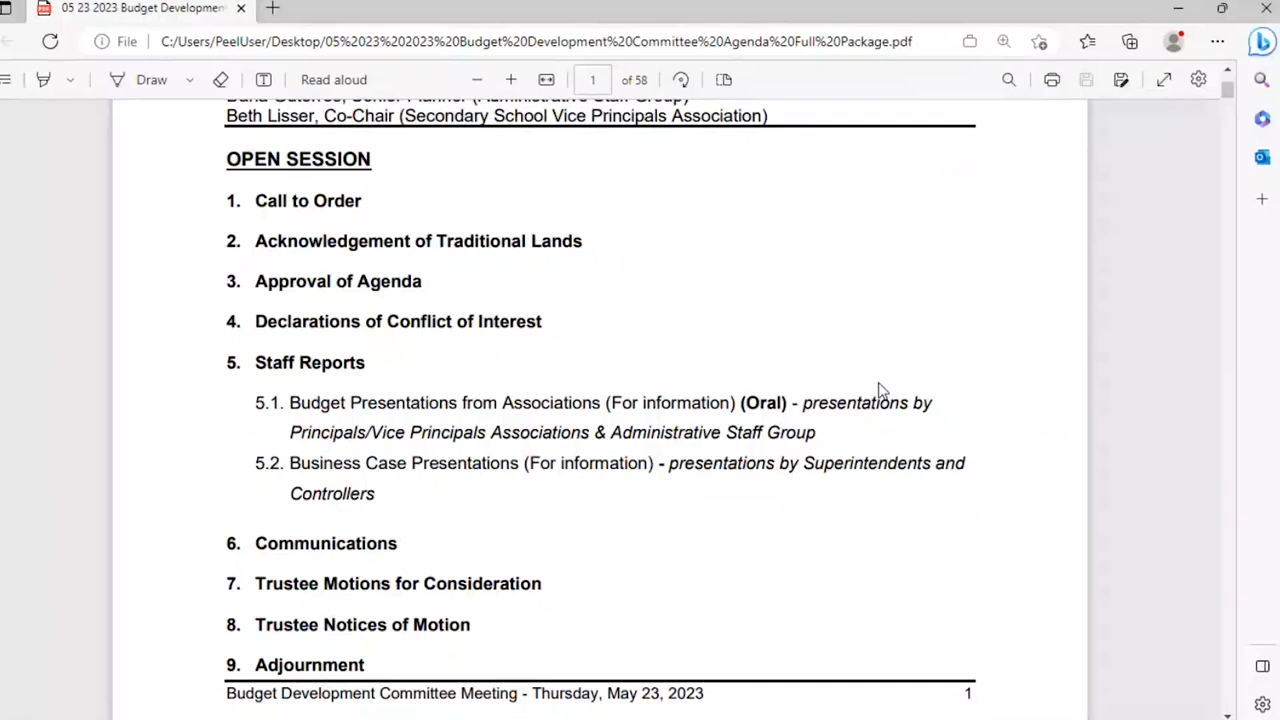 05 23 2023 Budget Developmen
File C:/Users/PeelUser/Desktop/05%2023%202023%20Budget%20Development%20Committee%20Agenda%20Full%20Package.pdf
Draw Read aloud 1 of 58
Beth Lisser, Co-Chair (Secondary School Vice Principals Association)
OPEN SESSION
1. Call to Order
2. Acknowledgement of Traditional Lands
3. Approval of Agenda
4. Declarations of Conflict of Interest
5. Staff Reports
5.1. Budget Presentations from Associations (For information) (Oral) - presentations by
Principals/Vice Principals Associations & Administrative Staff Group
5.2. Business Case Presentations (For information) - presentations by Superintendents and
Controllers
6. Communications
7. Trustee Motions for Consideration
8. Trustee Notices of Motion
9. Adjournment
Budget Development Committee Meeting - Thursday, May 23, 2023 1